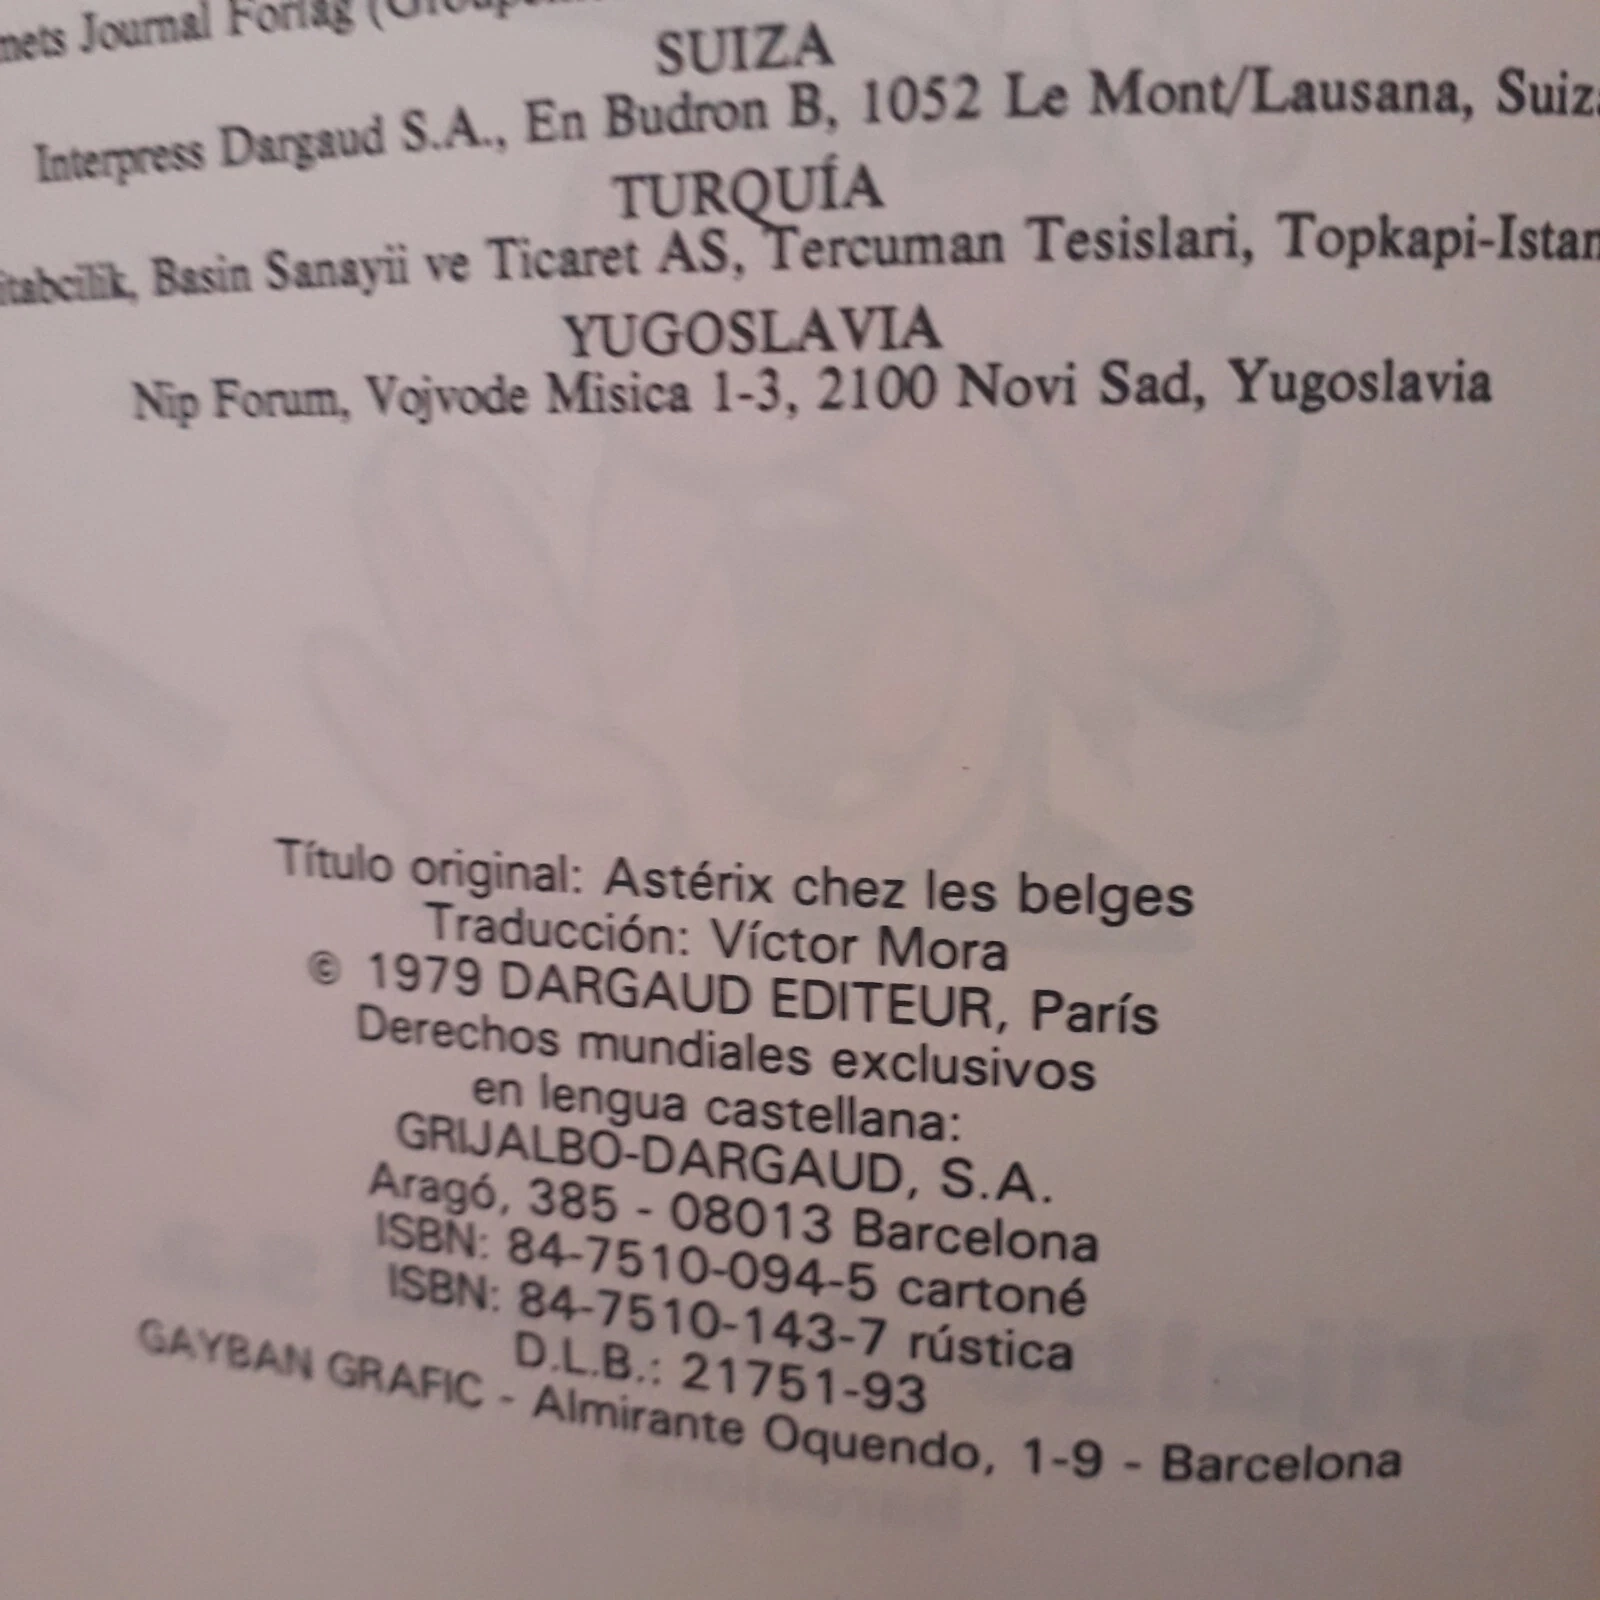 mets Journal Forlag
SUIZA
Interpress Dargaud S.A., En Budron B, 1052 Le Mont/Lausana, Suiza
TURQUÍA
itabcilik, Basin Sanayii ve Ticaret AS, Tercuman Tesislari, Topkapi-Istan
YUGOSLAVIA
Nip Forum, Vojvode Misica 1-3, 2100 Novi Sad, Yugoslavia
Título original: Astérix chez les belges
Traducción: Víctor Mora
© 1979 DARGAUD EDITEUR, París
Derechos mundiales exclusivos
en lengua castellana:
GRIJALBO-DARGAUD, S.A.
Aragó, 385 - 08013 Barcelona
ISBN: 84-7510-094-5 cartoné
ISBN: 84-7510-143-7 rústica
D.L.B.: 21751-93
GAYBAN GRAFIC - Almirante Oquendo, 1-9 - Barcelona